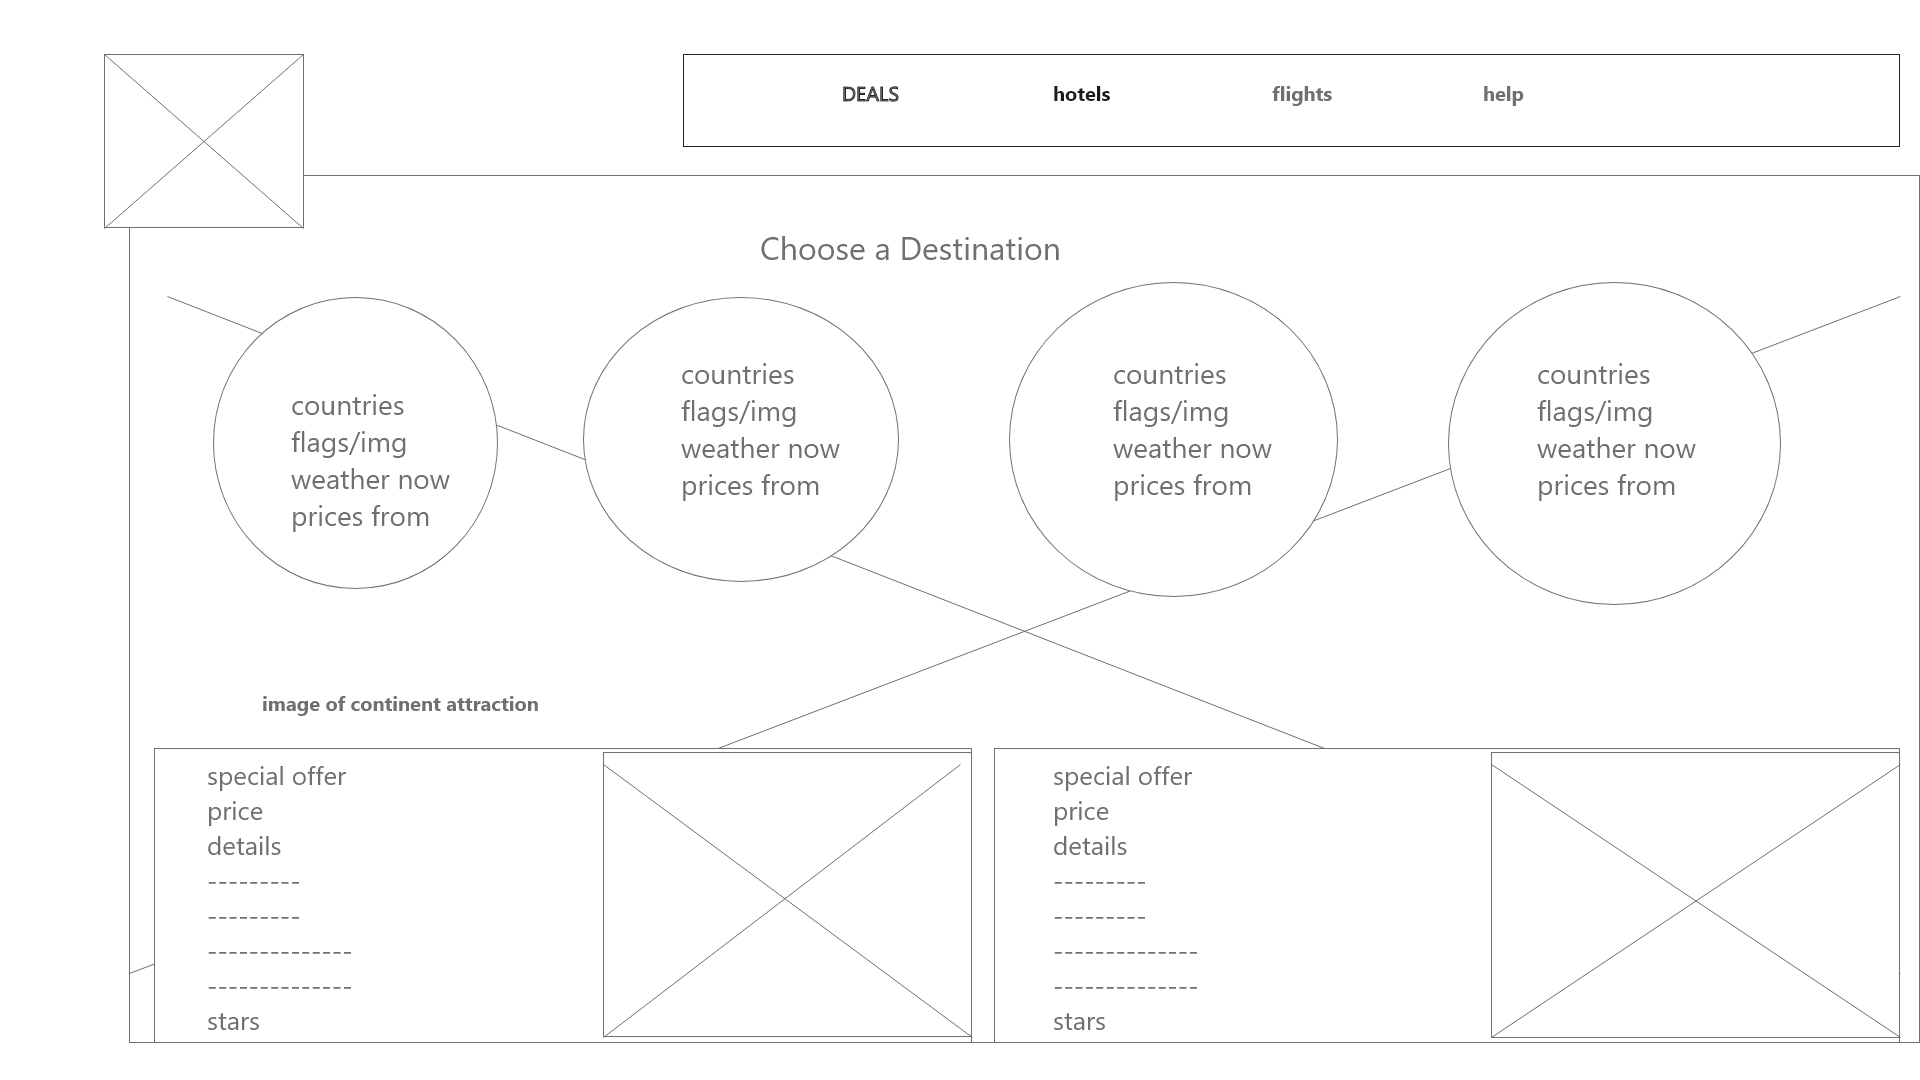 DEALS
hotels
flights
help
Choose a Destination
countries
flags/img
weather now
prices from
countries
flags/img
weather now
prices from
countries
flags/img
weather now
prices from
countries
flags/img
weather now
prices from
image of continent attraction
special offer
price
details
---------
---------
--------------
--------------
stars
special offer
price
details
---------
---------
--------------
--------------
stars